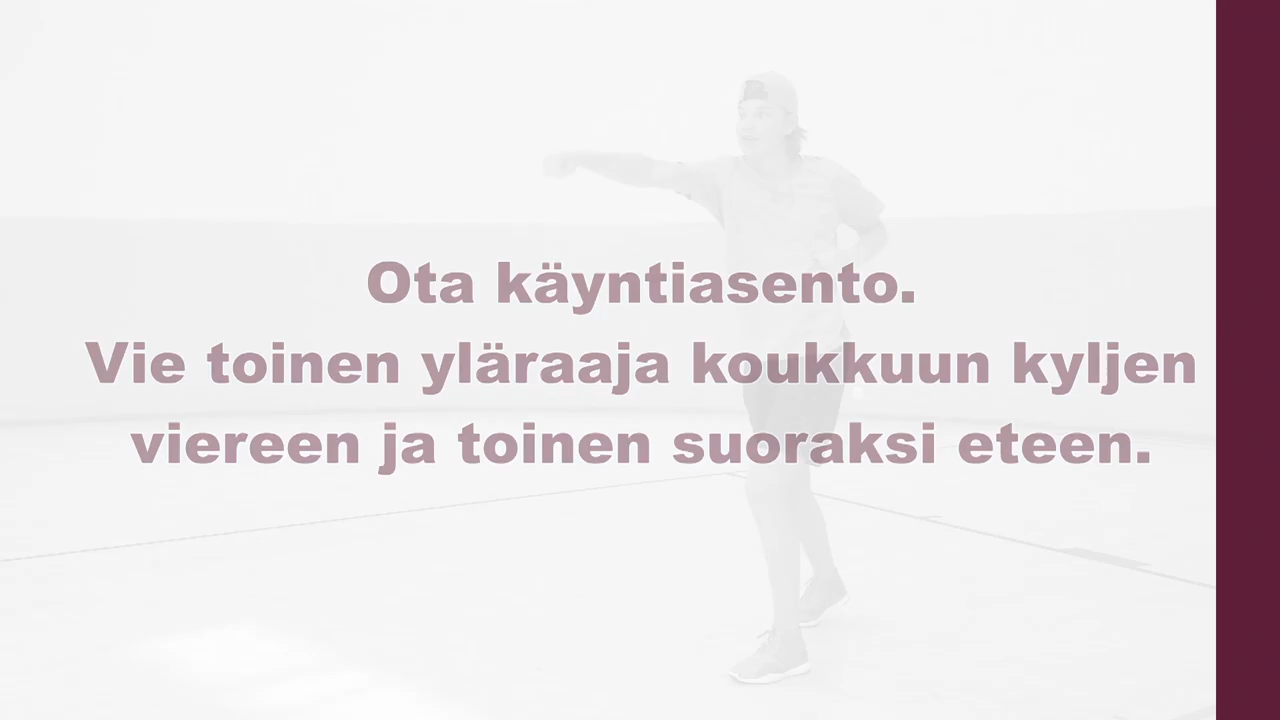 Ota käyntiasento.
Vie toinen yläraaja koukkuun kyljen
viereen ja toinen suoraksi eteen.